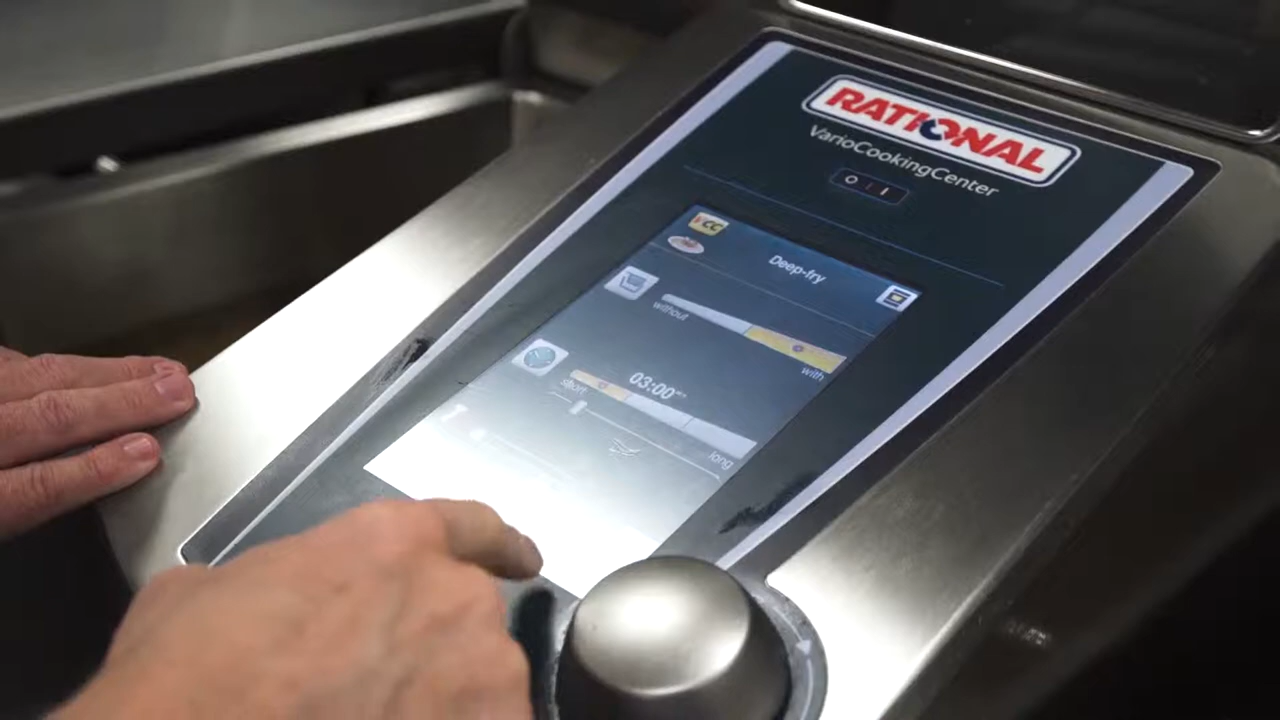 RATIONAL
VarioCookingCenter
O I
VCC
Deep-fry
without
with
03:00
short
long